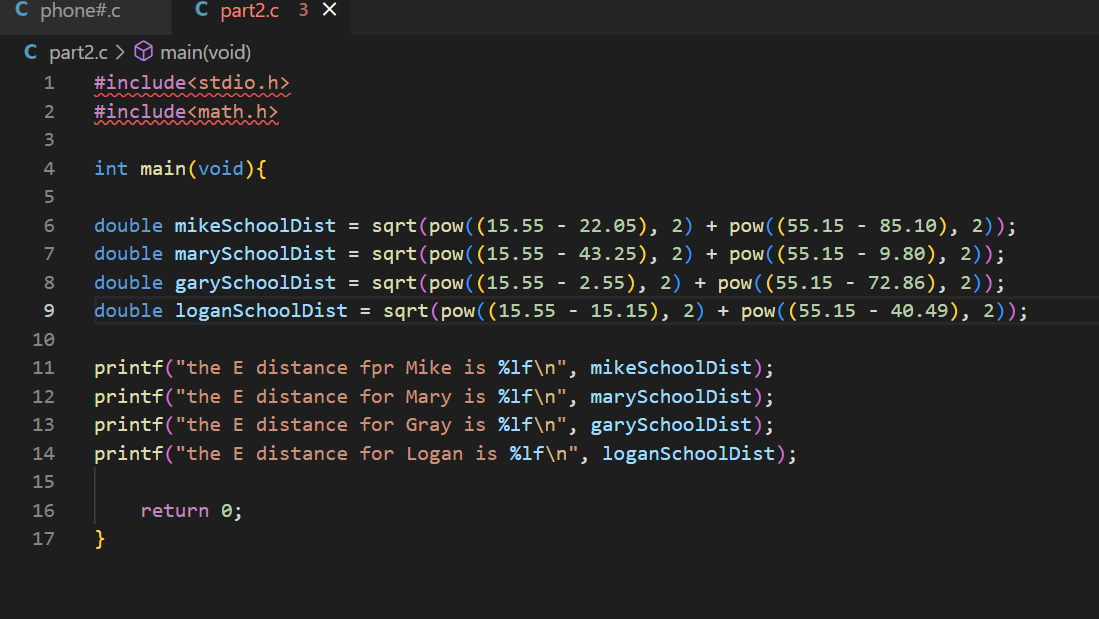 C phone#.c C part2.c 3 ×
C part2.c > main(void)
1 #include<stdio.h>
2 #include<math.h>
3
4 int main(void){
5
6 double mikeSchoolDist = sqrt(pow((15.55 - 22.05), 2) + pow((55.15 - 85.10), 2));
7 double marySchoolDist = sqrt(pow((15.55 - 43.25), 2) + pow((55.15 - 9.80), 2));
8 double garySchoolDist = sqrt(pow((15.55 - 2.55), 2) + pow((55.15 - 72.86), 2));
9 double loganSchoolDist = sqrt(pow((15.55 - 15.15), 2) + pow((55.15 - 40.49), 2));
10
11 printf("the E distance fpr Mike is %lf\n", mikeSchoolDist);
12 printf("the E distance for Mary is %lf\n", marySchoolDist);
13 printf("the E distance for Gray is %lf\n", garySchoolDist);
14 printf("the E distance for Logan is %lf\n", loganSchoolDist);
15
16 return 0;
17 }